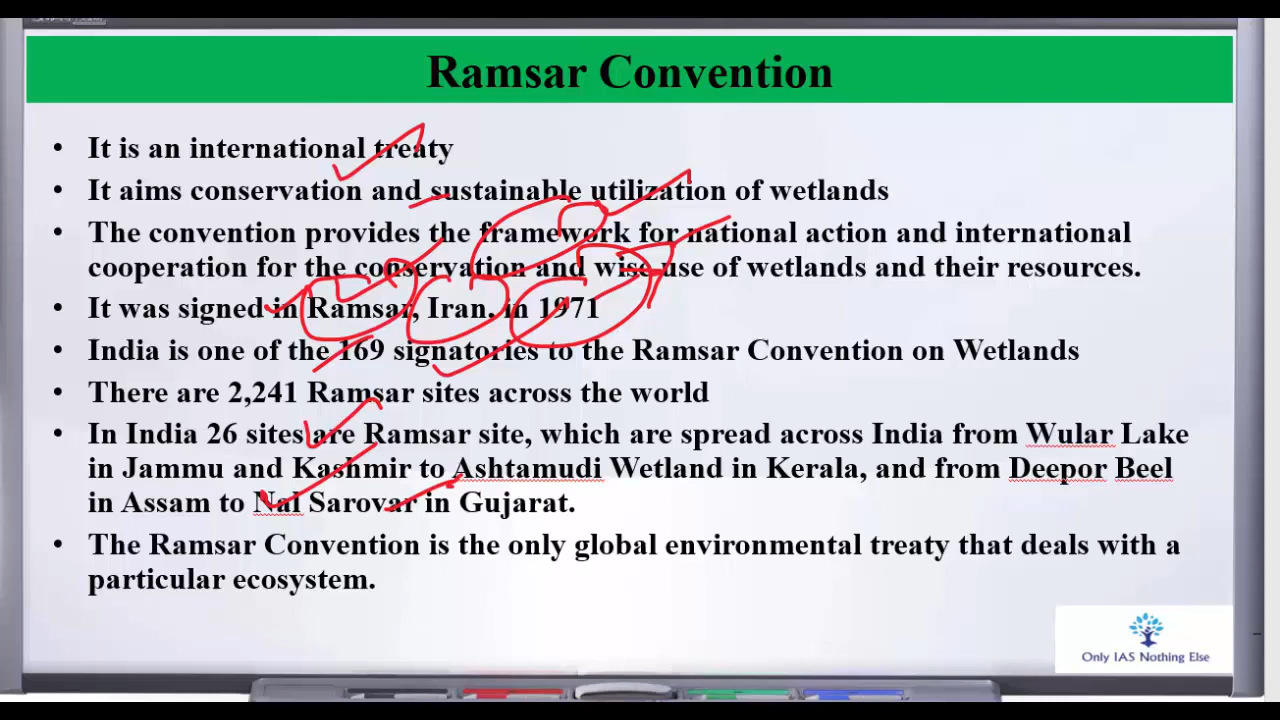 Ramsar Convention
• It is an international treaty
• It aims conservation and sustainable utilization of wetlands
• The convention provides the framework for national action and international
cooperation for the conservation and wise use of wetlands and their resources.
• It was signed in Ramsar, Iran, in 1971
• India is one of the 169 signatories to the Ramsar Convention on Wetlands
• There are 2,241 Ramsar sites across the world
• In India 26 sites are Ramsar site, which are spread across India from Wular Lake
in Jammu and Kashmir to Ashtamudi Wetland in Kerala, and from Deepor Beel
in Assam to Nal Sarovar in Gujarat.
• The Ramsar Convention is the only global environmental treaty that deals with a
particular ecosystem.
Only IAS Nothing Else